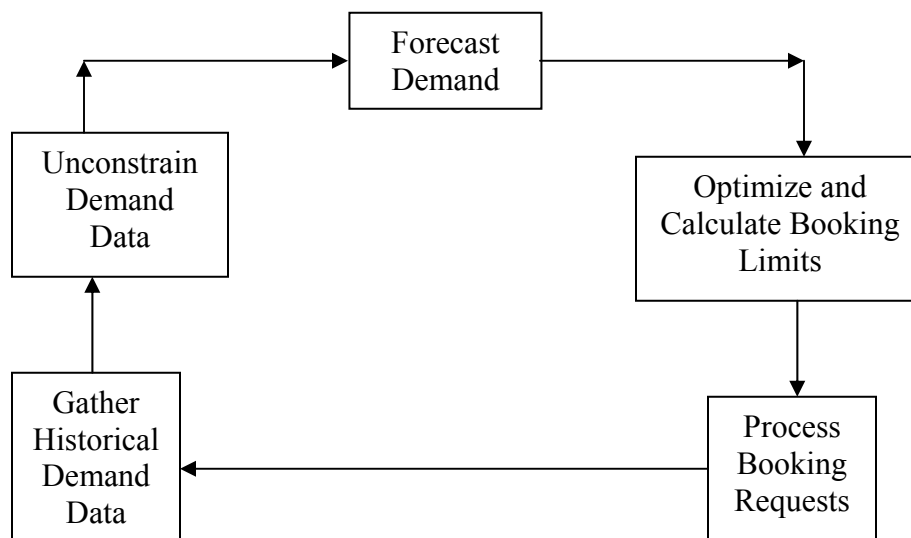 Forecast
Demand
Unconstrain
Demand
Data
Optimize and
Calculate Booking
Limits
Gather
Historical
Demand
Data
Process
Booking
Requests